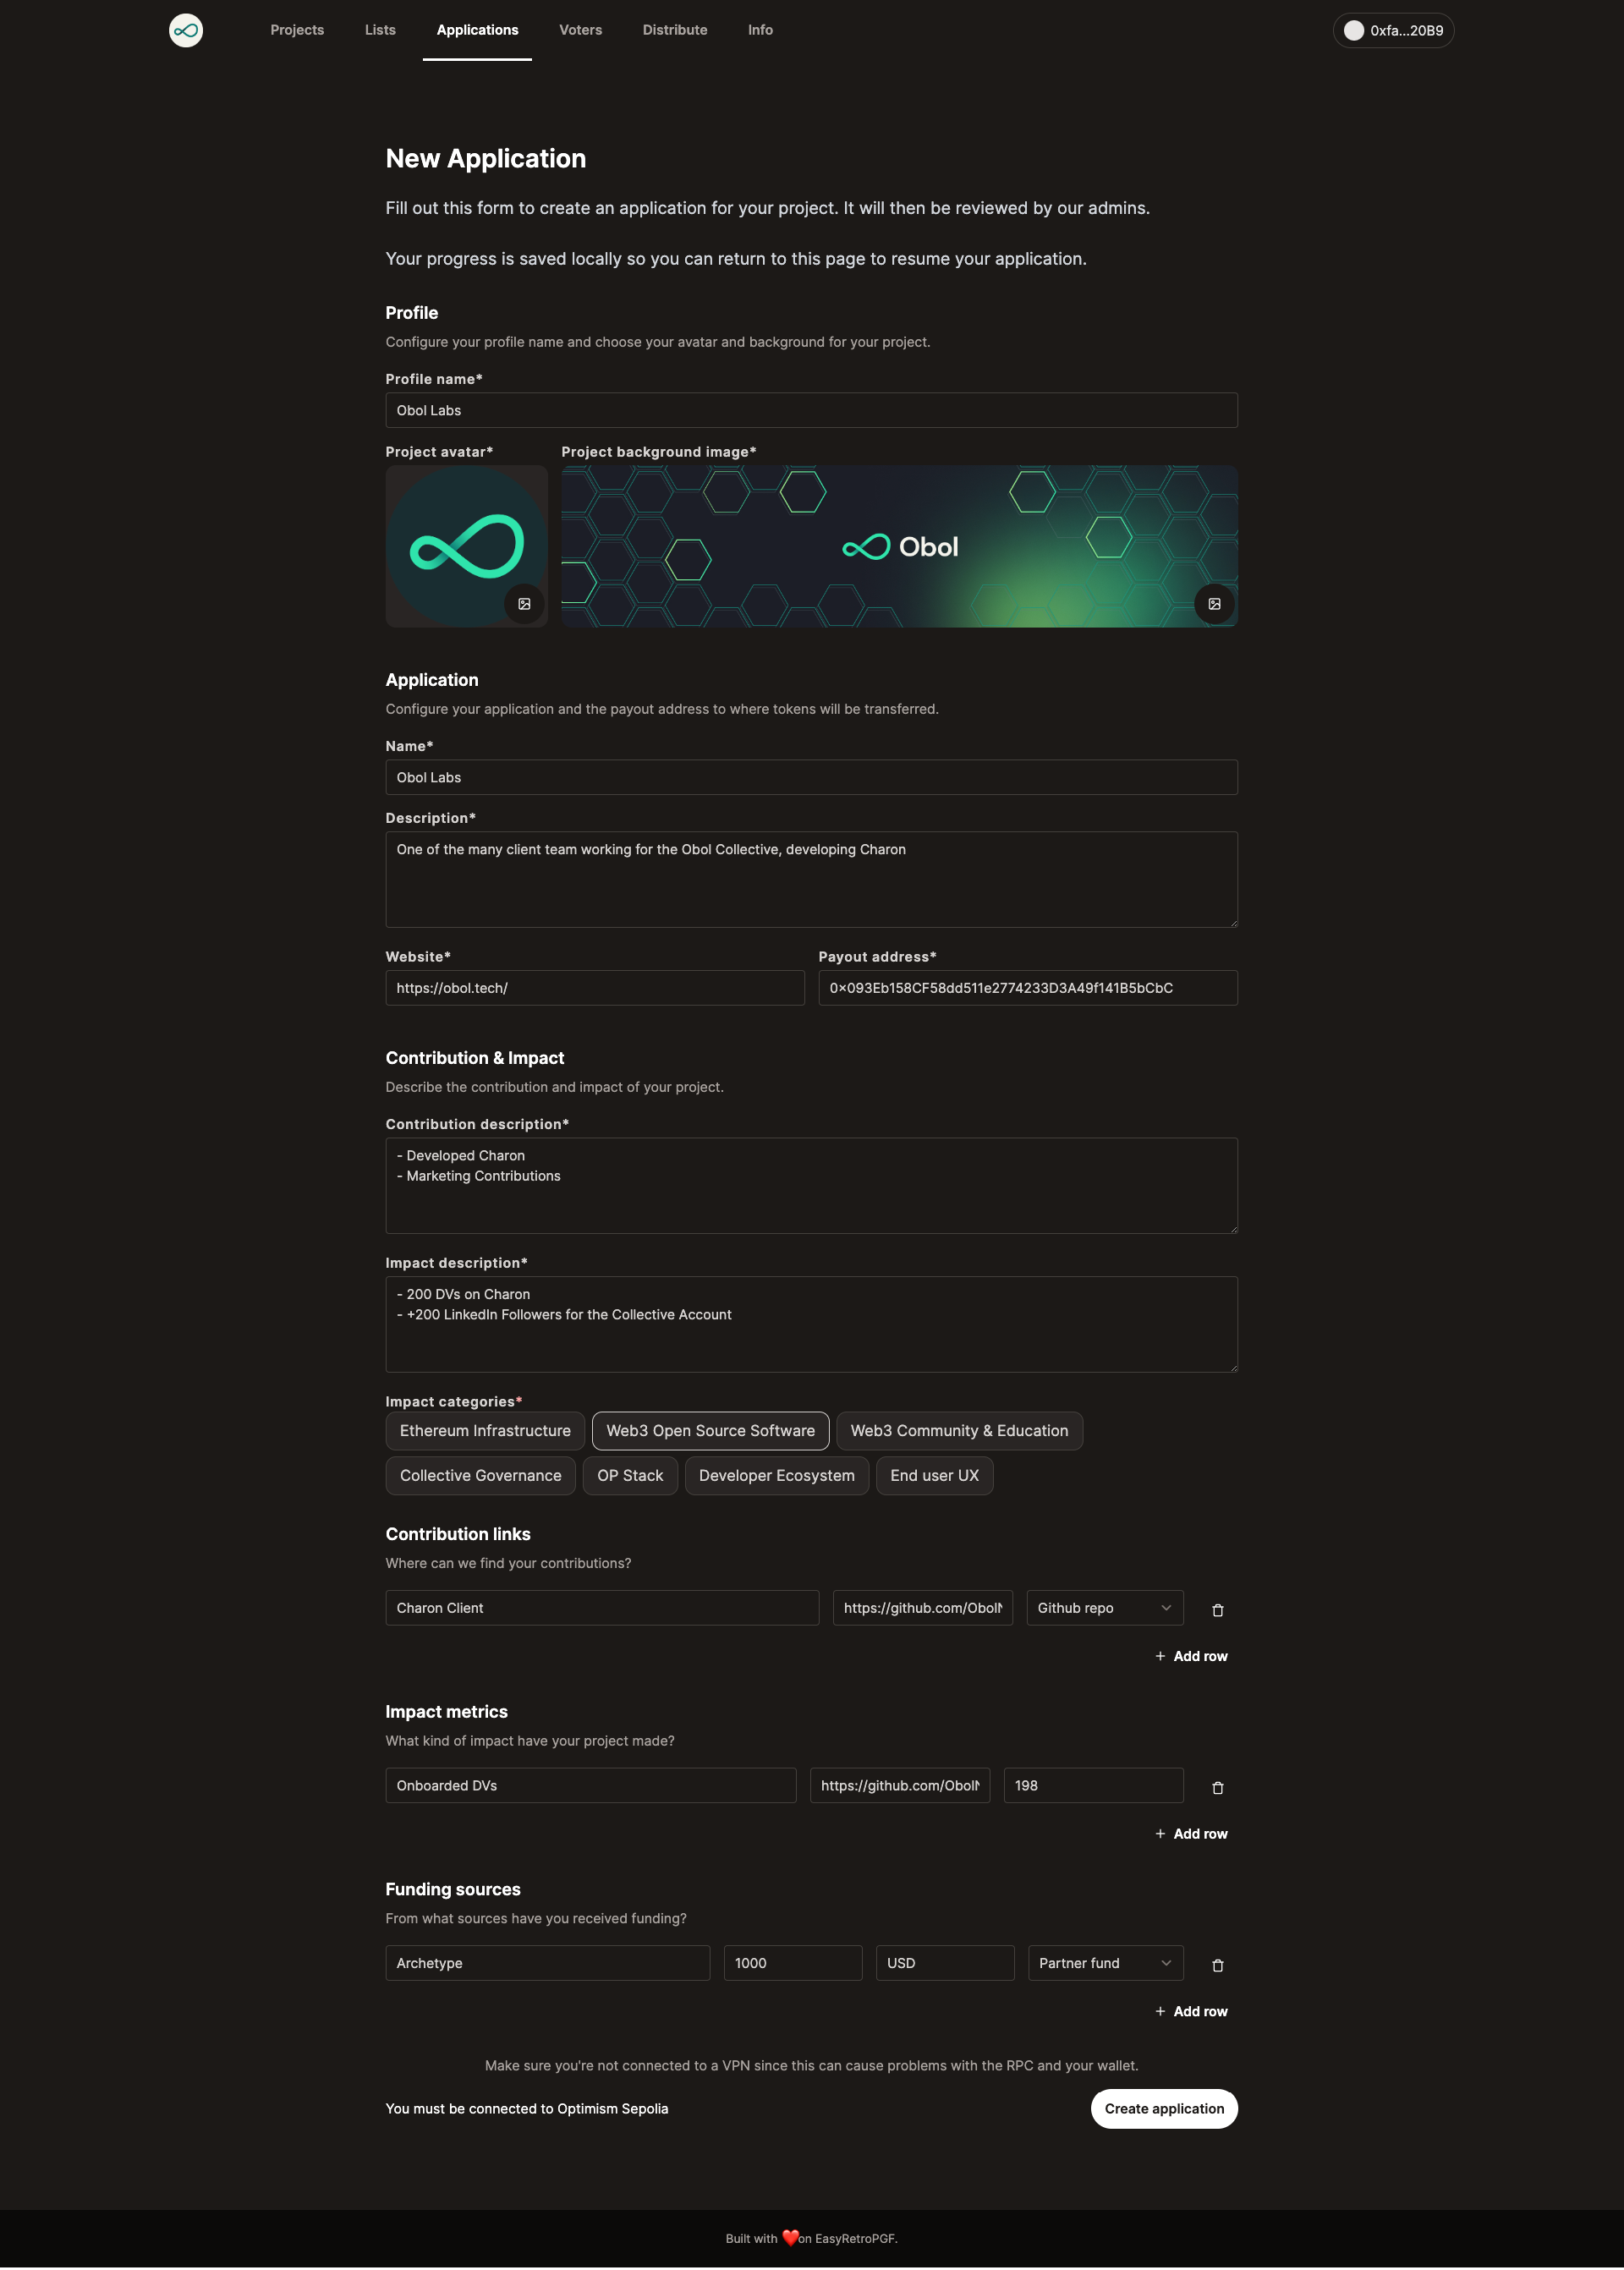 Projects Lists Applications Voters Distribute Info 0xfa...20B9
New Application
Fill out this form to create an application for your project. It will then be reviewed by our admins.
Your progress is saved locally so you can return to this page to resume your application.
Profile
Configure your profile name and choose your avatar and background for your project.
Profile name*
Obol Labs
Project avatar* Project background image*
Obol
Application
Configure your application and the payout address to where tokens will be transferred.
Name*
Obol Labs
Description*
One of the many client team working for the Obol Collective, developing Charon
Website* Payout address*
https://obol.tech/ 0x093Eb158CF58dd511e2774233D3A49f141B5bCbC
Contribution & Impact
Describe the contribution and impact of your project.
Contribution description*
- Developed Charon
- Marketing Contributions
Impact description*
- 200 DVs on Charon
- +200 LinkedIn Followers for the Collective Account
Impact categories*
Ethereum Infrastructure Web3 Open Source Software Web3 Community & Education
Collective Governance OP Stack Developer Ecosystem End user UX
Contribution links
Where can we find your contributions?
Charon Client https://github.com/ObolN Github repo
+ Add row
Impact metrics
What kind of impact have your project made?
Onboarded DVs https://github.com/ObolN 198
+ Add row
Funding sources
From what sources have you received funding?
Archetype 1000 USD Partner fund
+ Add row
Make sure you're not connected to a VPN since this can cause problems with the RPC and your wallet.
You must be connected to Optimism Sepolia Create application
Built with ❤️on EasyRetroPGF.